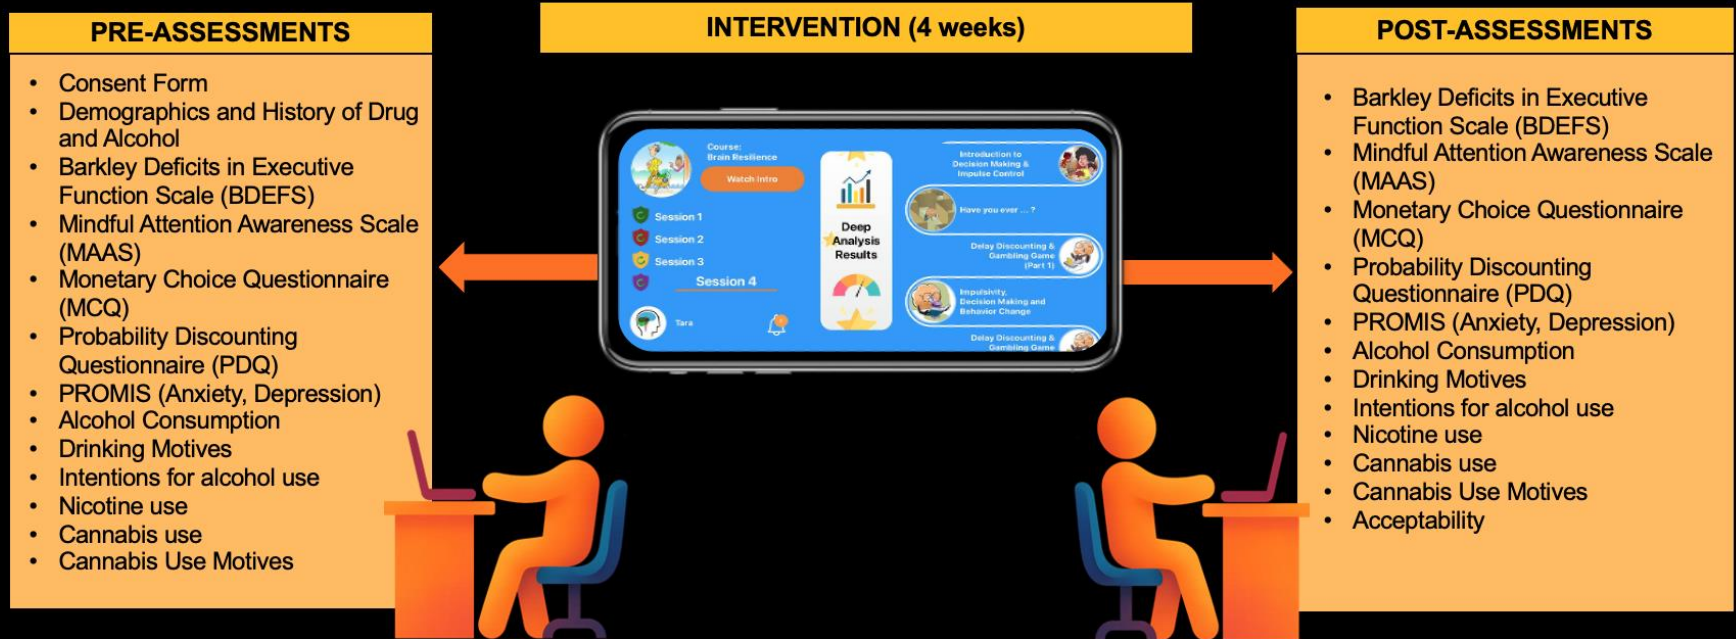 PRE-ASSESSMENTS
• Consent Form
• Demographics and History of Drug
and Alcohol
• Barkley Deficits in Executive
Function Scale (BDEFS)
• Mindful Attention Awareness Scale
(MAAS)
• Monetary Choice Questionnaire
(MCQ)
• Probability Discounting
Questionnaire (PDQ)
• PROMIS (Anxiety, Depression)
• Alcohol Consumption
• Drinking Motives
• Intentions for alcohol use
• Nicotine use
• Cannabis use
• Cannabis Use Motives
INTERVENTION (4 weeks)
Course:
Brain Resilience
Watch Intro
Session 1
Session 2
Session 3
Session 4
Tara
Deep
Analysis
Results
Introduction to
Decision Making &
Impulse Control
Have you ever ... ?
Delay Discounting &
Gambling Game
(Part 1)
Impulsivity,
Decision Making and
Behavior Change
Delay Discounting &
Gambling Game
POST-ASSESSMENTS
• Barkley Deficits in Executive
Function Scale (BDEFS)
• Mindful Attention Awareness Scale
(MAAS)
• Monetary Choice Questionnaire
(MCQ)
• Probability Discounting
Questionnaire (PDQ)
• PROMIS (Anxiety, Depression)
• Alcohol Consumption
• Drinking Motives
• Intentions for alcohol use
• Nicotine use
• Cannabis use
• Cannabis Use Motives
• Acceptability